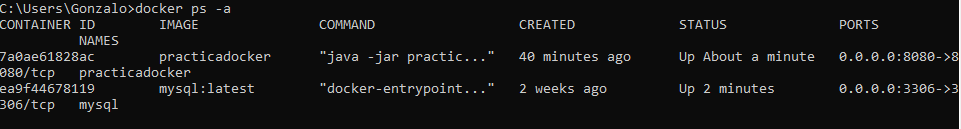 C:\Users\Gonzalo>docker ps -a
CONTAINER ID IMAGE COMMAND CREATED STATUS PORTS
NAMES
7a0ae61828ac practicadocker "java -jar practic..." 40 minutes ago Up About a minute 0.0.0.0:8080->8
080/tcp practicadocker
ea9f44678119 mysql:latest "docker-entrypoint..." 2 weeks ago Up 2 minutes 0.0.0.0:3306->3
306/tcp mysql